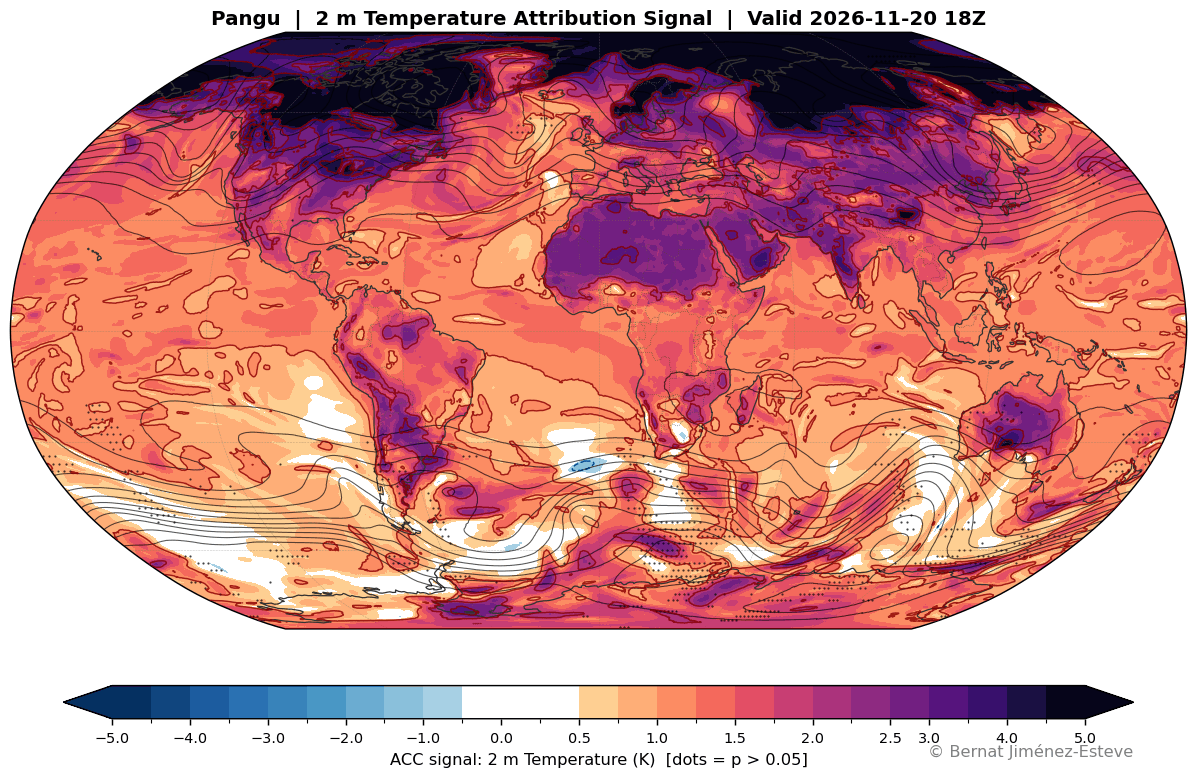 Pangu | 2 m Temperature Attribution Signal | Valid 2026-11-20 18Z
−5.0 −4.0 −3.0 −2.0 −1.0 0.0 0.5 1.0 1.5 2.0 2.5 3.0 4.0 5.0
ACC signal: 2 m Temperature (K) [dots = p > 0.05]
© Bernat Jiménez-Esteve